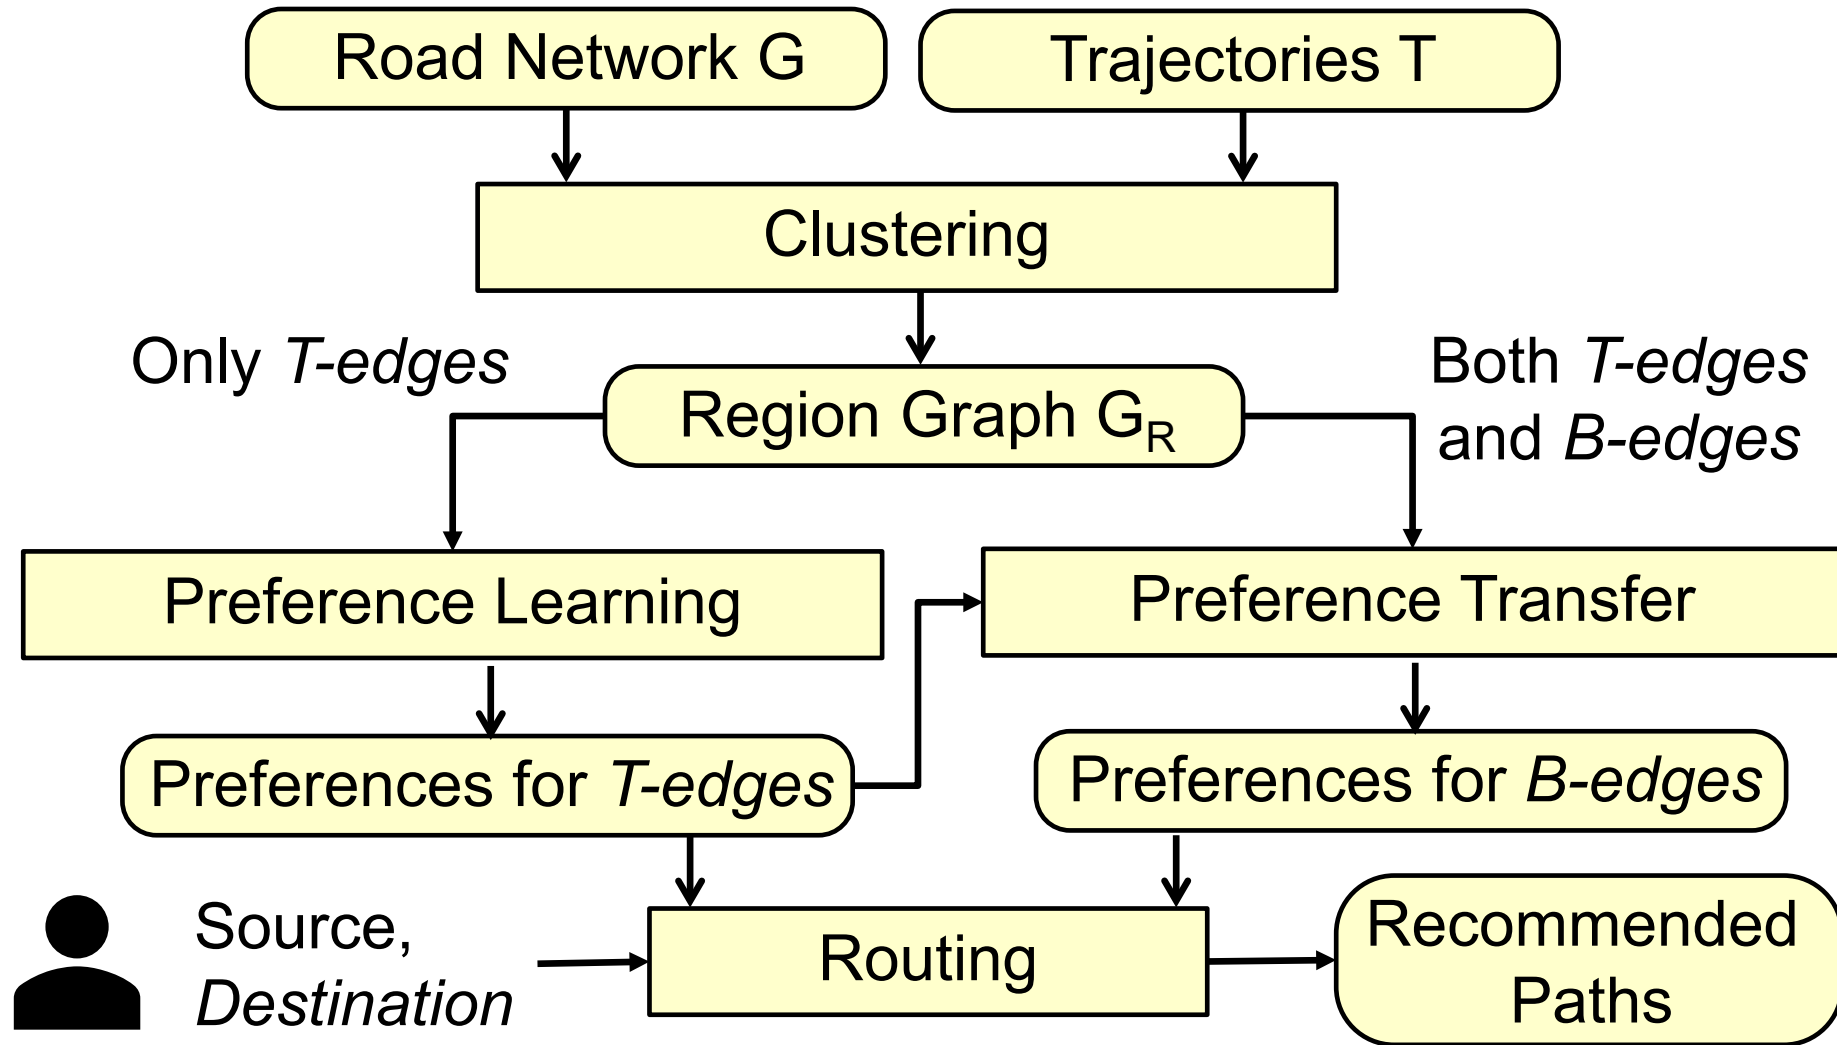 Road Network G
Trajectories T
Clustering
Only T-edges
Both T-edges
and B-edges
Region Graph G_R
Preference Learning
Preference Transfer
Preferences for T-edges
Preferences for B-edges
Source,
Destination
Routing
Recommended
Paths